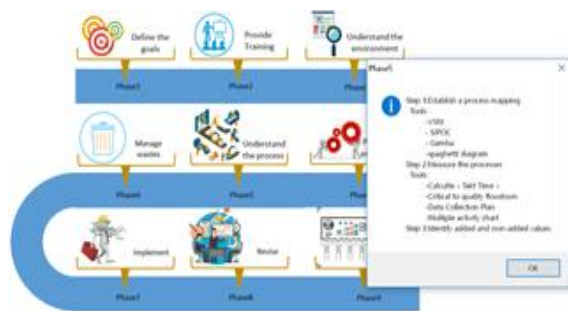 Define the
goals
Provide
Training
Understand the
environment
Phase1
Phase2
Phase5
Step 1:Establish a process mapping
Tools:
-VSM
- SIPOC
- Gemba
-spaghetti diagram
Step 2:Measure the processes
Tools:
-Calculte « Takt Time »
-Critical to quality flowdown
-Data Collection Plan
-Multiple activity chart
Step 3:Identify added and non-added values
OK
Manage
wastes
Understand
the process
Phase6
Phase5
Implement
Revise
Phase7
Phase8
Phase9